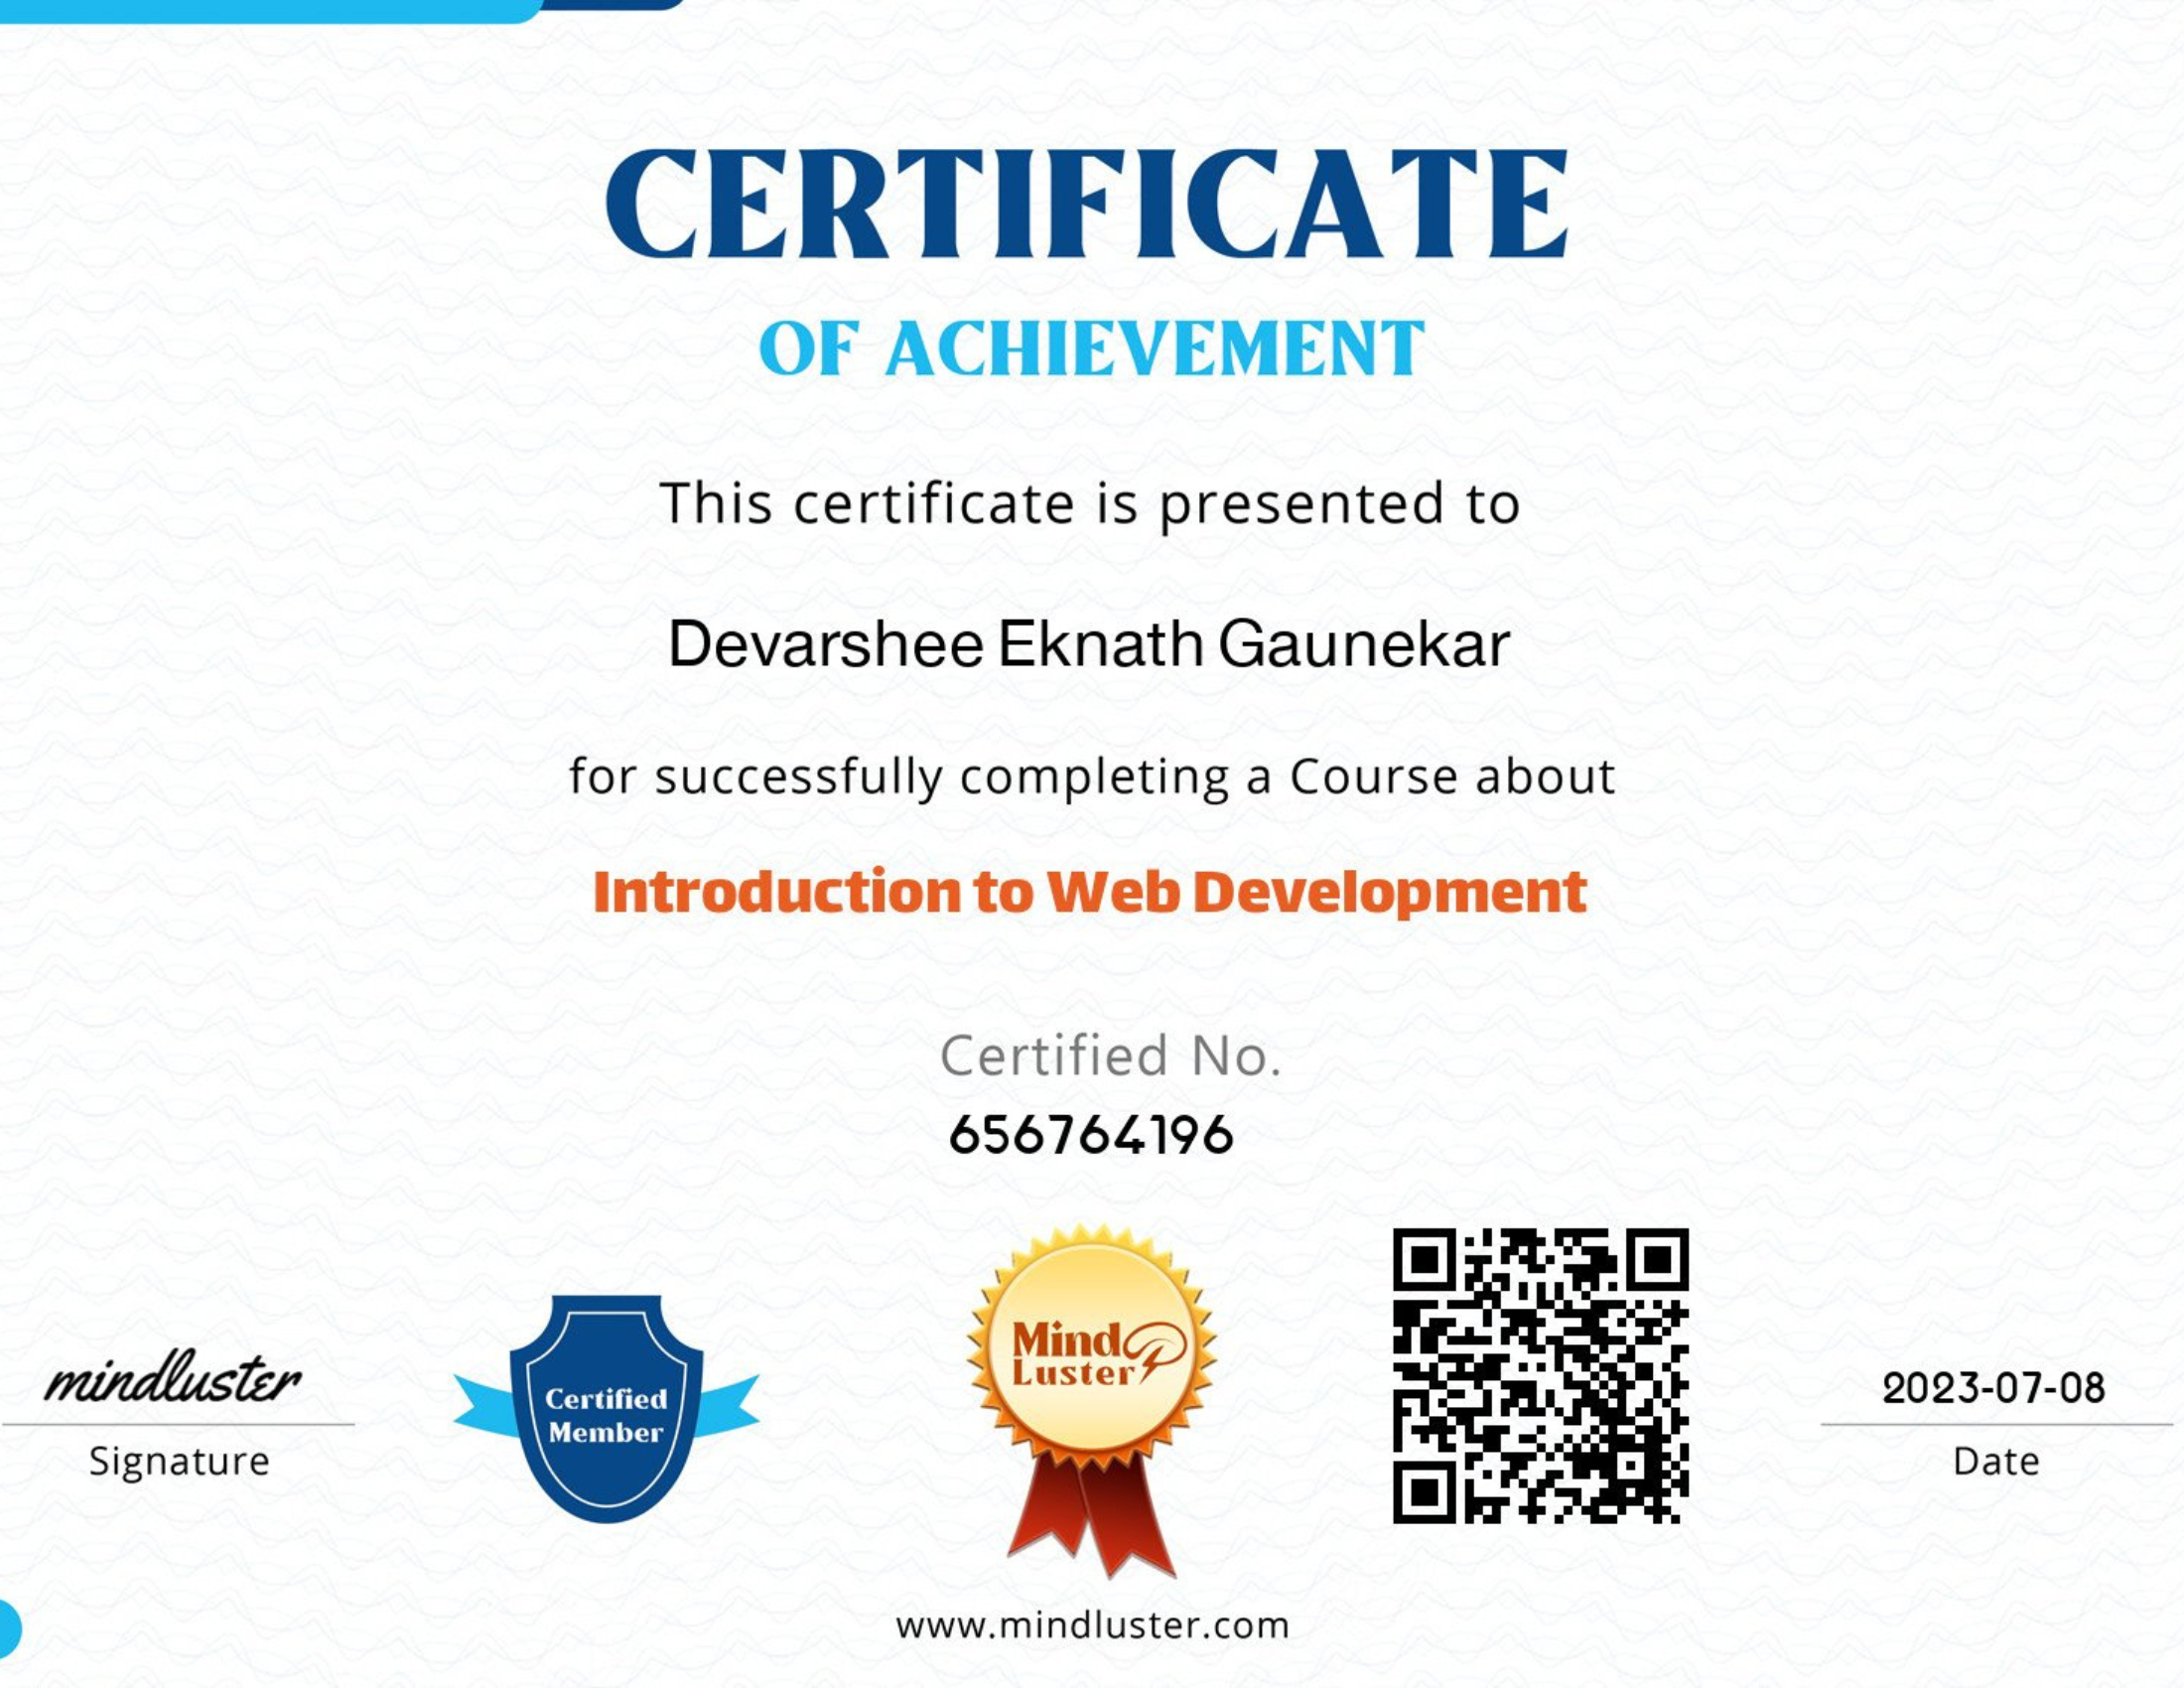 CERTIFICATE
OF ACHIEVEMENT
This certificate is presented to
Devarshee Eknath Gaunekar
for successfully completing a Course about
Introduction to Web Development
Certified No.
656764196
mindluster
Signature
Certified
Member
Mind
Luster
2023-07-08
Date
www.mindluster.com